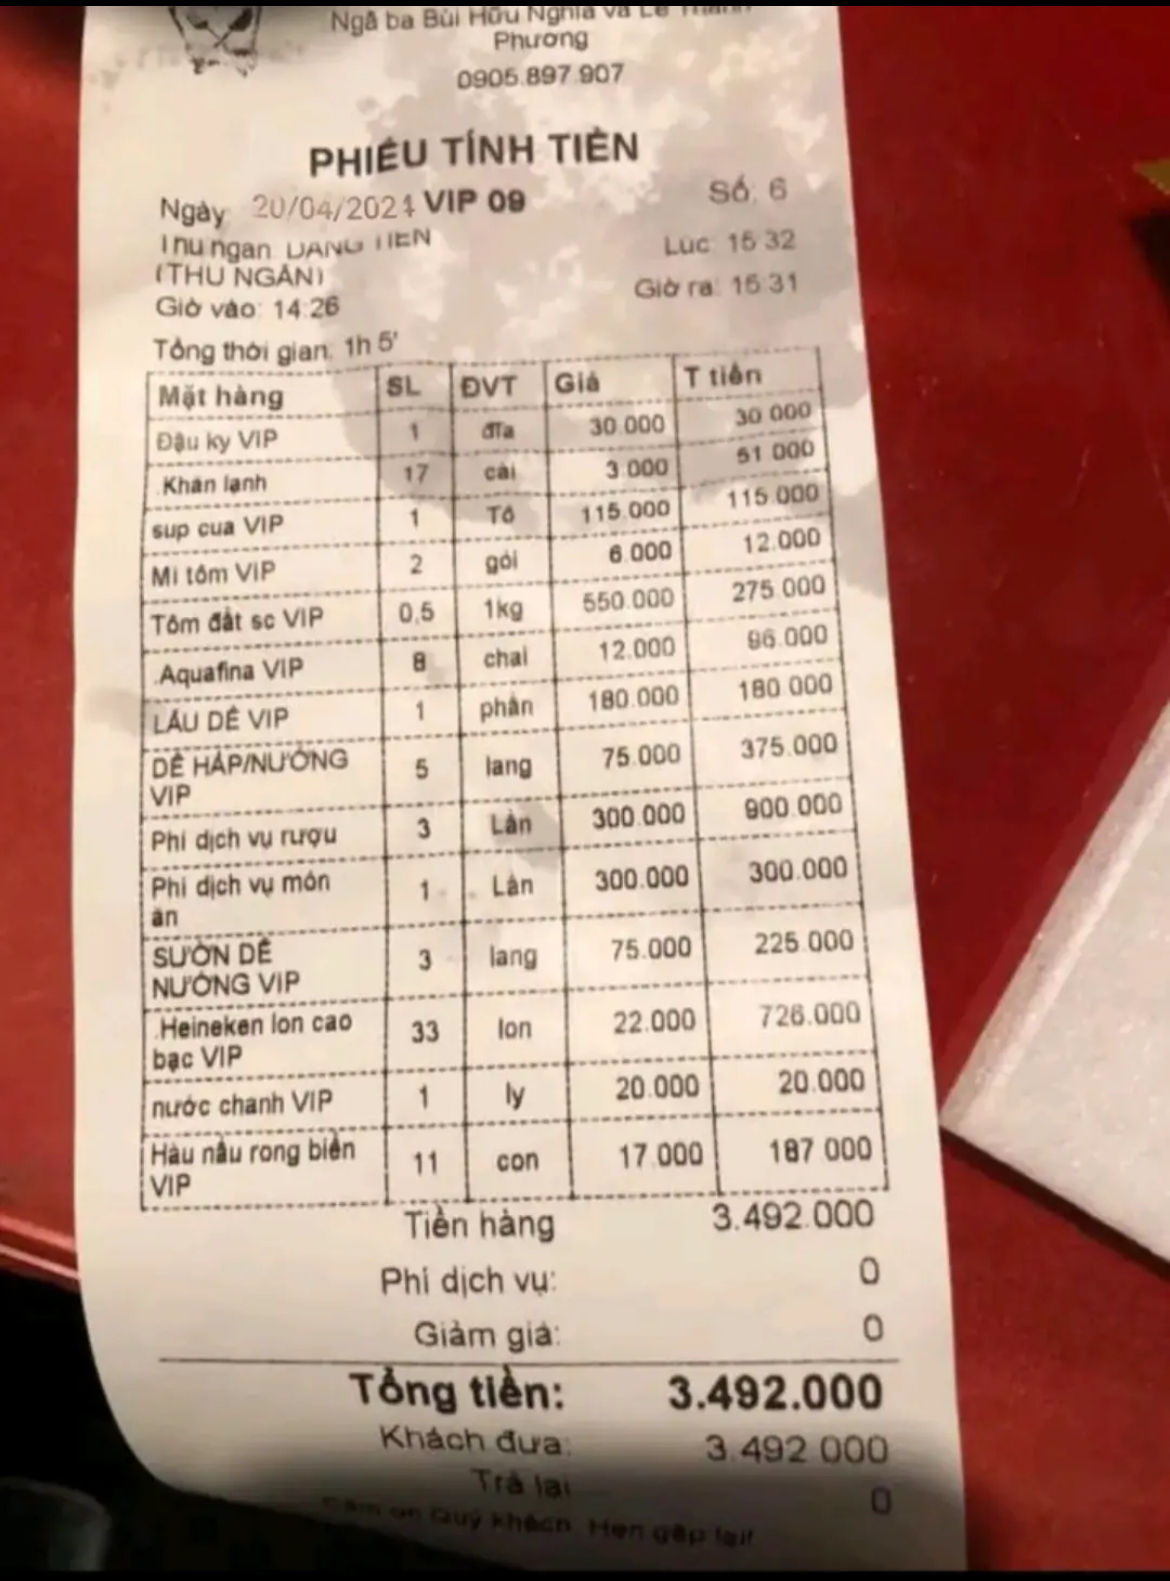 Ngã ba Bùi Hữu Nghĩa và Lê Thành
Phương
0905.897.907
PHIẾU TÍNH TIỀN
Ngày 20/04/2021 VIP 09 Số: 6
Thu ngân DANG TIEN Lúc: 15:32
(THU NGÂN) Giờ ra: 15:31
Giờ vào: 14:26
Tổng thời gian: 1h 5'
Mặt hàng SL ĐVT Giá T tiền
Đậu ky VIP 1 đĩa 30.000 30.000
.Khăn lạnh 17 cái 3.000 51.000
sup cua VIP 1 Tô 115.000 115.000
Mì tôm VIP 2 gói 6.000 12.000
Tôm đất sc VIP 0,5 1kg 550.000 275.000
.Aquafina VIP 8 chai 12.000 96.000
LẨU DÊ VIP 1 phần 180.000 180.000
DÊ HẤP/NƯỚNG 5 lang 75.000 375.000
VIP
Phí dịch vụ rượu 3 Lần 300.000 900.000
Phí dịch vụ món 1 Lần 300.000 300.000
ăn
SƯỜN DÊ 3 lang 75.000 225.000
NƯỚNG VIP
.Heineken lon cao 33 lon 22.000 726.000
bạc VIP
nước chanh VIP 1 ly 20.000 20.000
Hàu nấu rong biển 11 con 17.000 187.000
VIP
Tiền hàng 3.492.000
Phí dịch vụ: 0
Giảm giá: 0
Tổng tiền: 3.492.000
Khách đưa: 3.492.000
Trả lại 0
Cảm ơn Quý khách. Hẹn gặp lại!